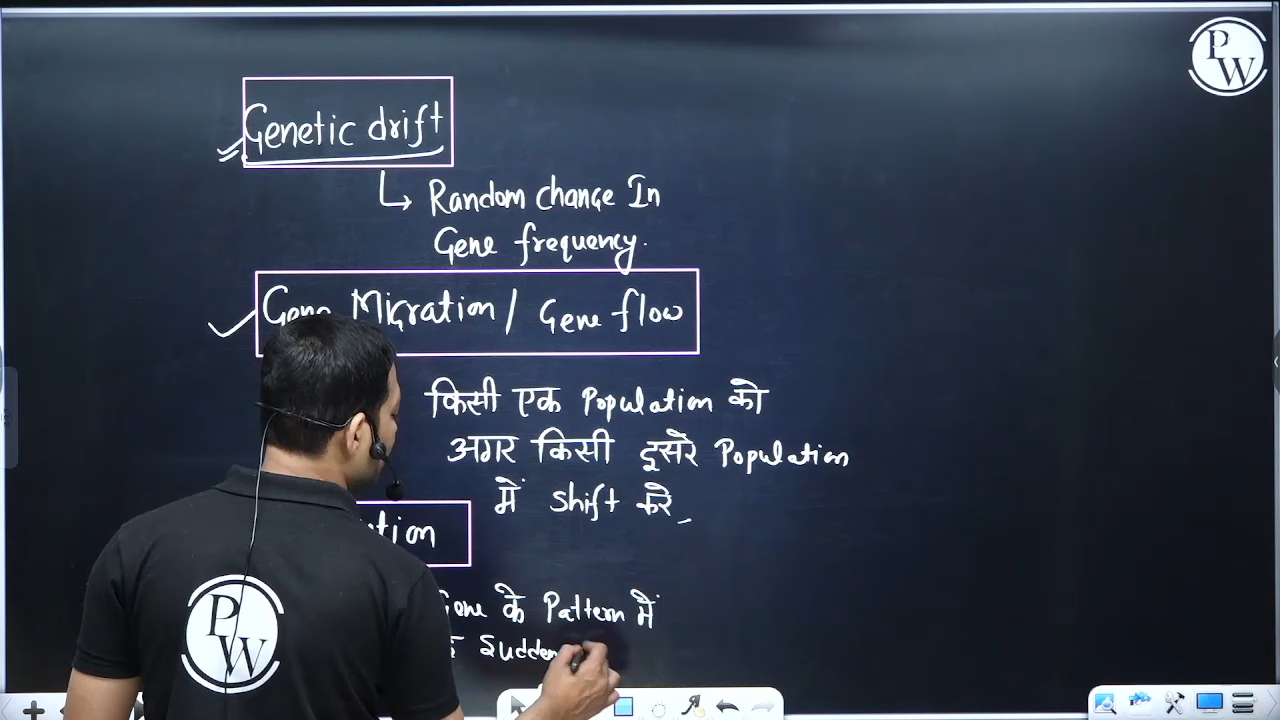 PW
Genetic drift
Random change In
Gene frequency.
Gene Migration / Gene flow
किसी एक Population को
अगर किसी दूसरे Population
में Shift करे
Gene के Pattern में
Sudden
PW